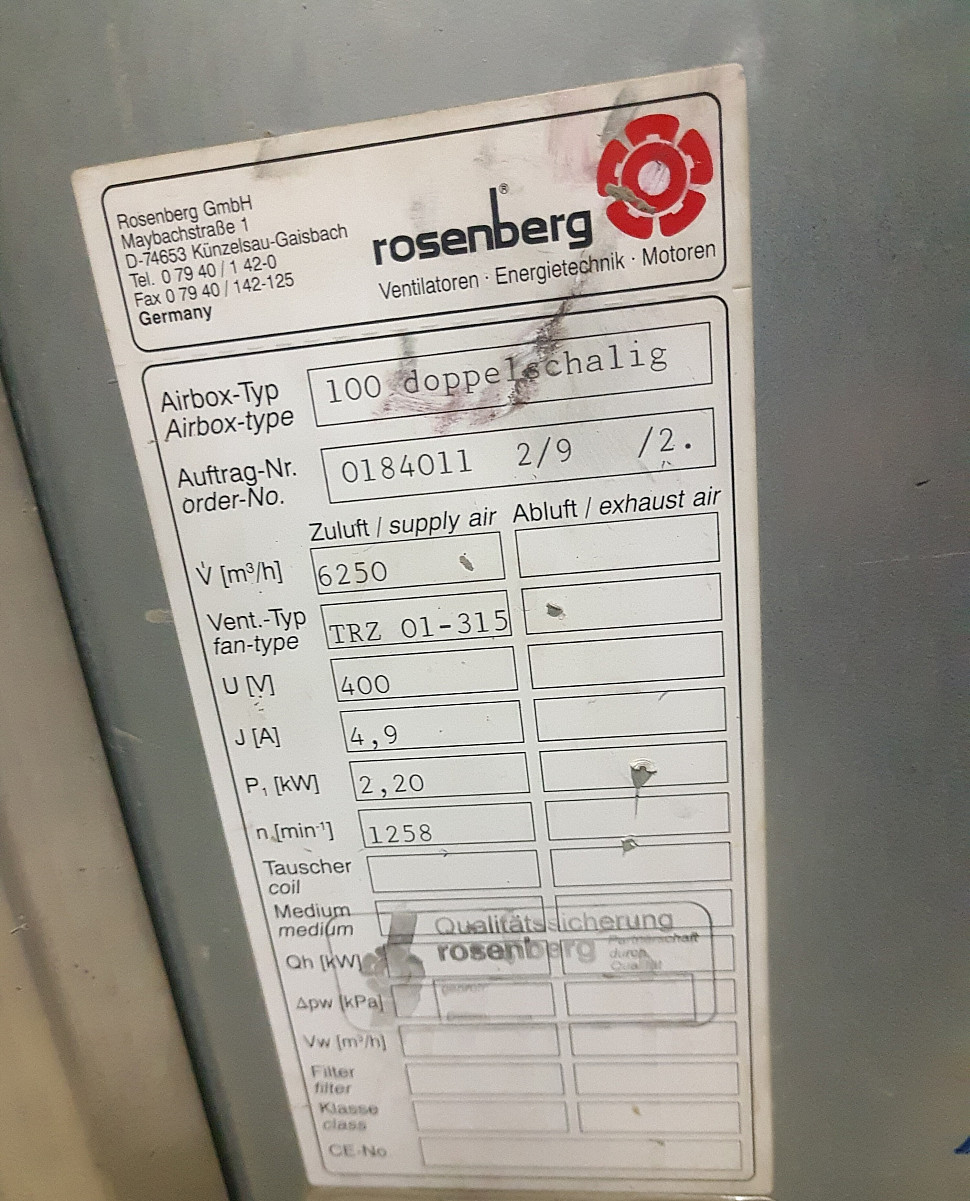 Rosenberg GmbH
Maybachstraße 1
D-74653 Künzelsau-Gaisbach
Tel. 0 79 40 / 1 42-0
Fax 0 79 40 / 142-125
Germany
rosenberg®
Ventilatoren · Energietechnik · Motoren
Airbox-Typ 100 doppelschalig
Airbox-type
Auftrag-Nr. 0184011 2/9 /2.
order-No.
Zuluft / supply air Abluft / exhaust air
V̇ [m³/h] 6250
Vent.-Typ TRZ 01-315
fan-type
U [V] 400
J [A] 4,9
P₁ [kW] 2,20
n [min⁻¹] 1258
Tauscher
coil
Medium
medium
Qualitätssicherung
rosenberg
Partnerschaft
durch
Qualität
Qh [kW]
Δpw [kPa]
geprüft
Vw [m³/h]
Filter
filter
Klasse
class
CE-No